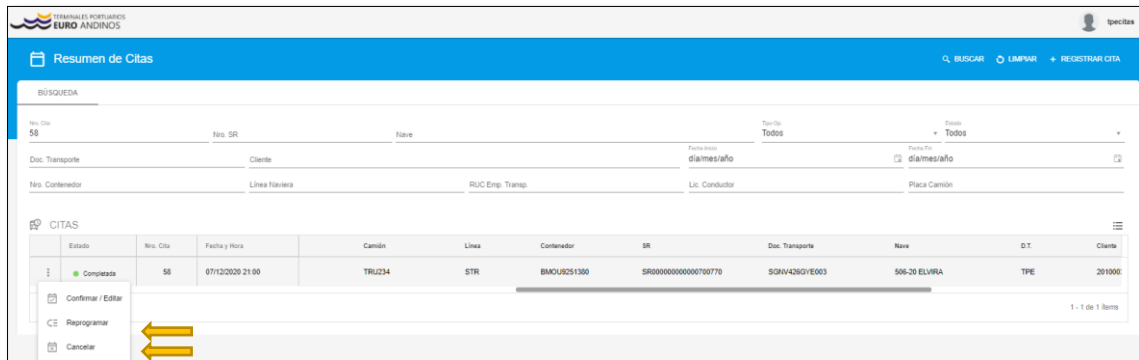 TERMINALES PORTUARIOS
EURO ANDINOS
tpecitas
Resumen de Citas
BUSCAR LIMPIAR + REGISTRAR CITA
BÚSQUEDA
Nro. Cita Tipo Op. Estado
58 Nro. SR Nave Todos Todos
Fecha Inicio Fecha Fin
Doc. Transporte Cliente día/mes/año día/mes/año
Nro. Contenedor Línea Naviera RUC Emp. Transp. Lic. Conductor Placa Camión
CITAS
Estado Nro. Cita Fecha y Hora Camión Línea Contenedor SR Doc. Transporte Nave D.T. Cliente
Completada 58 07/12/2020 21:00 TRU234 STR BMOU9251380 SR00000000000700770 SGNV426GYE003 506-20 ELVIRA TPE
Confirmar / Editar
1 - 1 de 1 ítems
Reprogramar
Cancelar